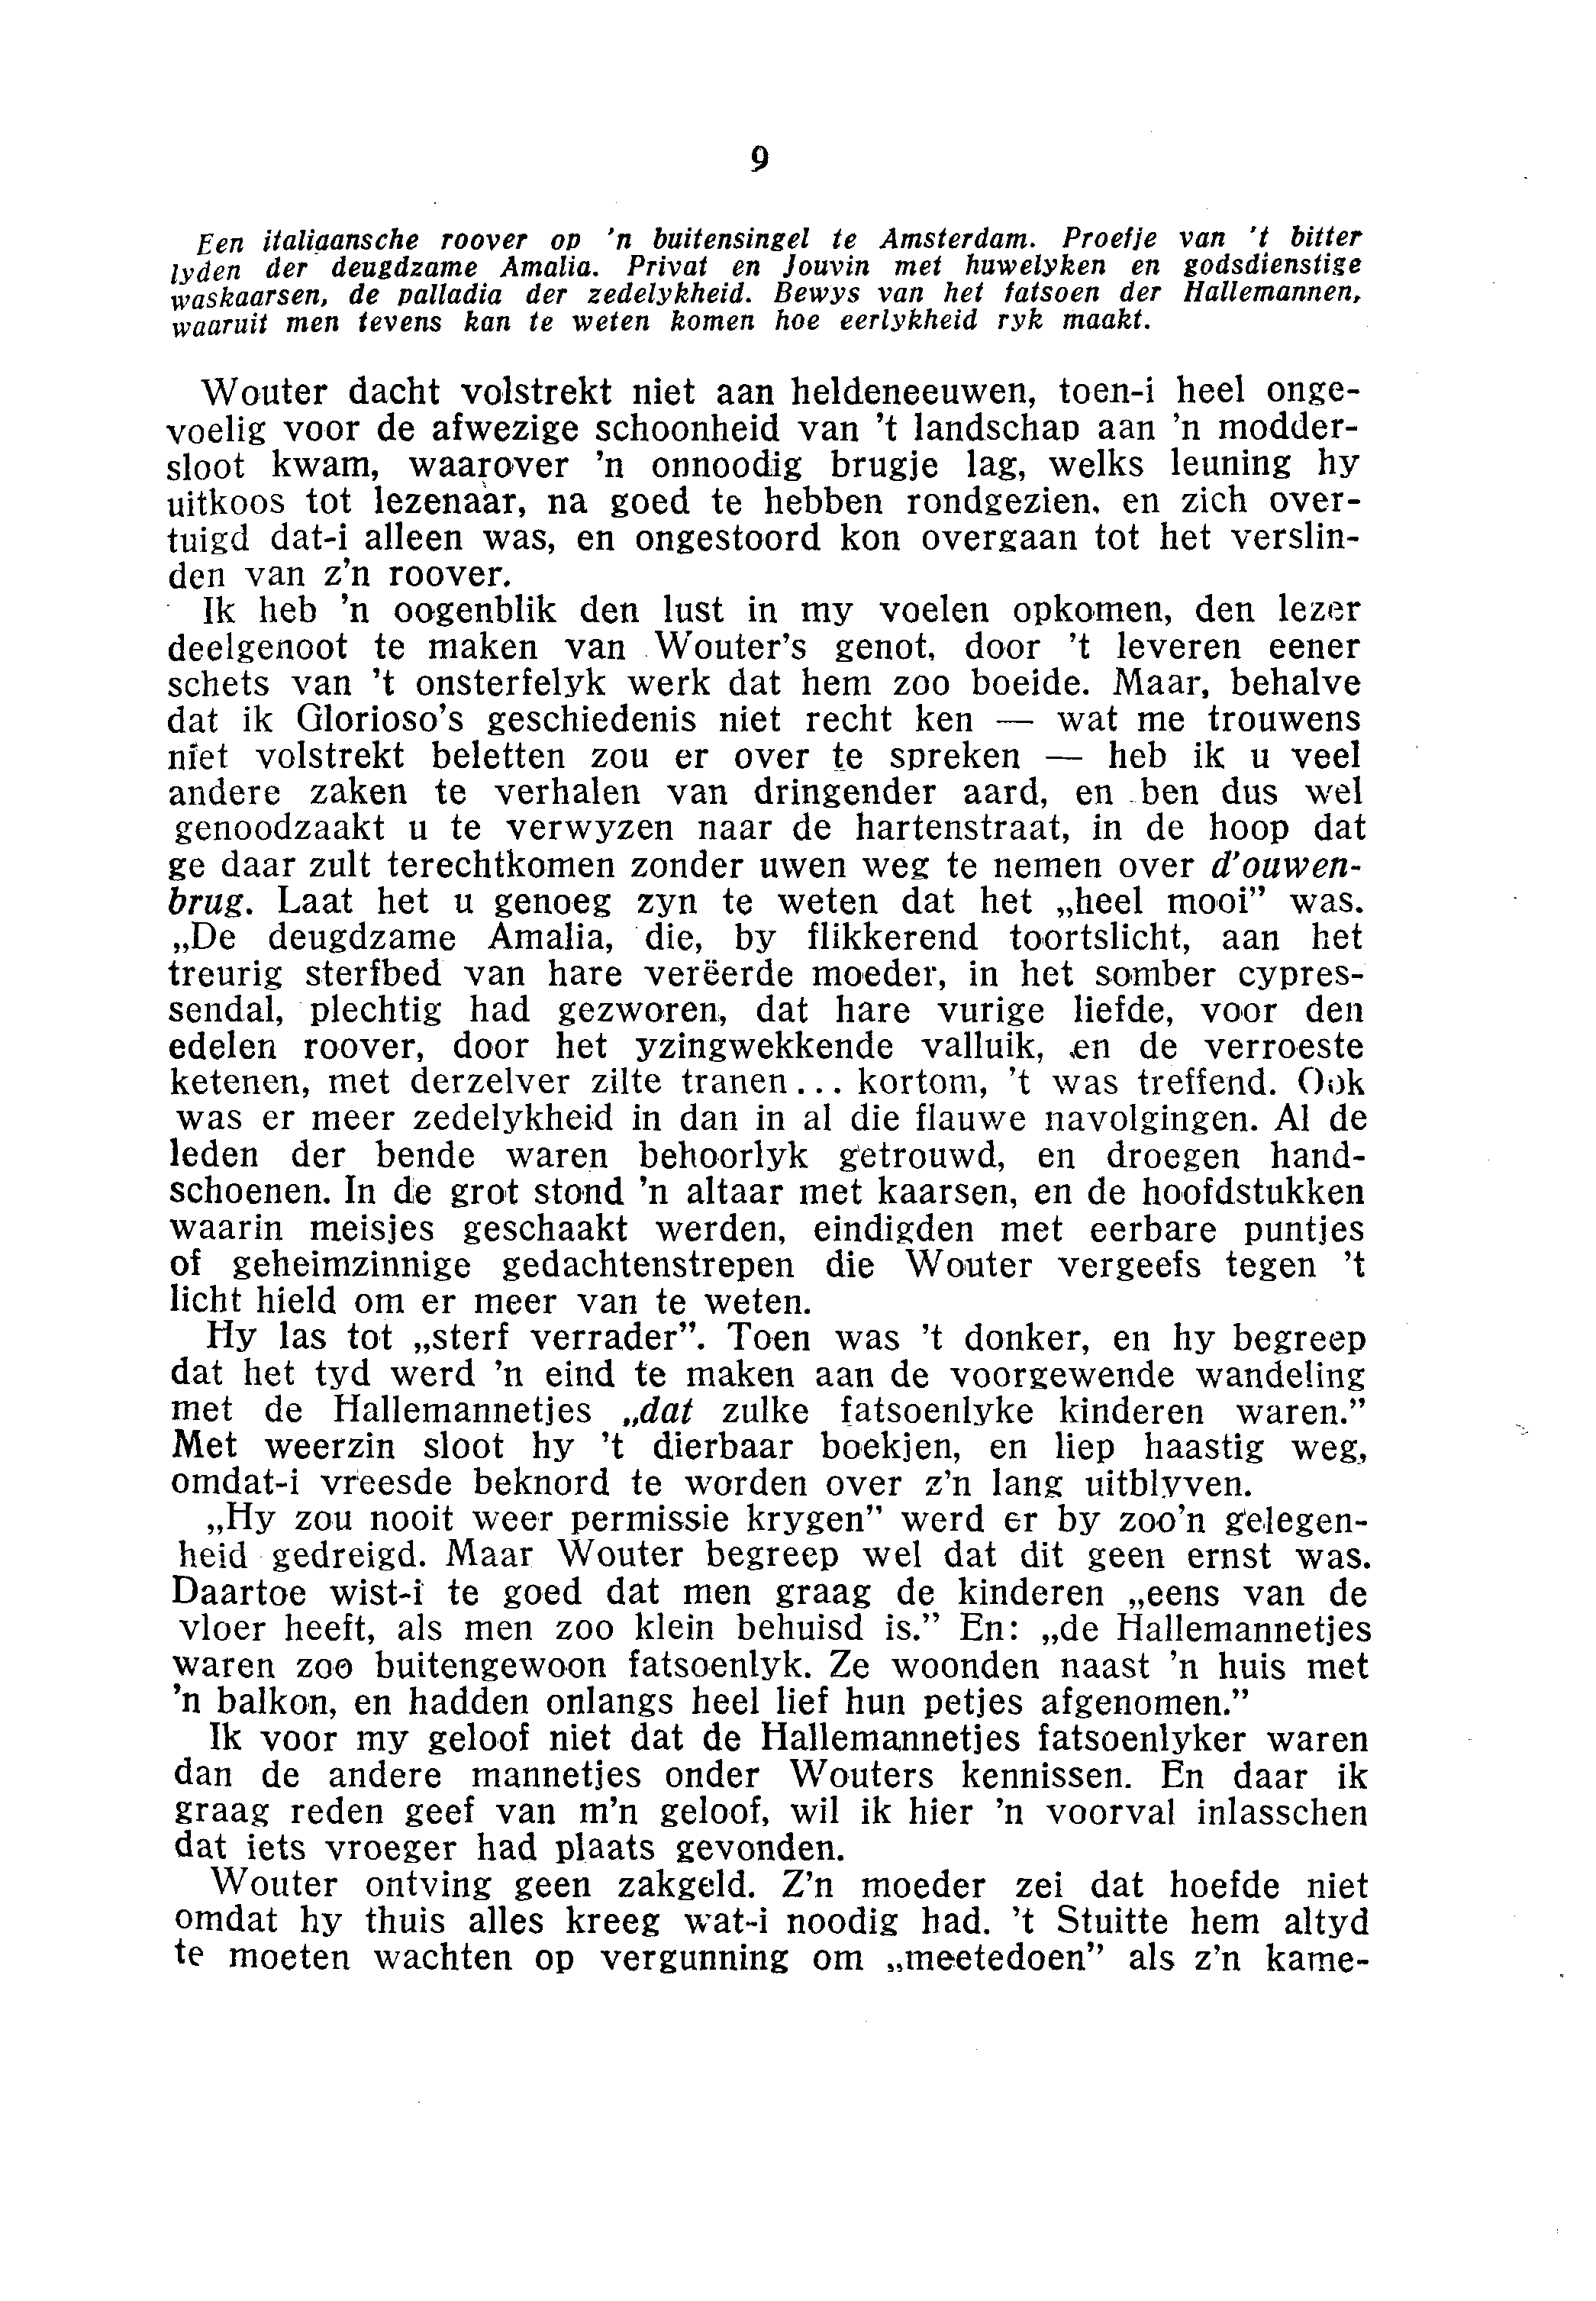 9
Een italiaansche roover op 'n buitensingel te Amsterdam. Proefje van 't bitter
lyden der deugdzame Amalia. Privat en Jouvin met huwelyken en godsdienstige
waskaarsen, de palladia der zedelykheid. Bewys van het fatsoen der Hallemannen,
waaruit men tevens kan te weten komen hoe eerlykheid ryk maakt.
Wouter dacht volstrekt niet aan heldeneeuwen, toen-i heel onge-
voelig voor de afwezige schoonheid van 't landschap aan 'n modder-
sloot kwam, waarover 'n onnoodig brugje lag, welks leuning hy
uitkoos tot lezenaar, na goed te hebben rondgezien, en zich over-
tuigd dat-i alleen was, en ongestoord kon overgaan tot het verslin-
den van z'n roover.
Ik heb 'n oogenblik den lust in my voelen opkomen, den lezer
deelgenoot te maken van Wouter's genot, door 't leveren eener
schets van 't onsterfelyk werk dat hem zoo boeide. Maar, behalve
dat ik Glorioso's geschiedenis niet recht ken — wat me trouwens
niet volstrekt beletten zou er over te spreken — heb ik u veel
andere zaken te verhalen van dringender aard, en ben dus wel
genoodzaakt u te verwyzen naar de hartenstraat, in de hoop dat
ge daar zult terechtkomen zonder uwen weg te nemen over d'ouwen-
brug. Laat het u genoeg zyn te weten dat het „heel mooi” was.
„De deugdzame Amalia, die, by flikkerend toortslicht, aan het
treurig sterfbed van hare verëerde moeder, in het somber cypres-
sendal, plechtig had gezworen, dat hare vurige liefde, voor den
edelen roover, door het yzingwekkende valluik, en de verroeste
ketenen, met derzelver zilte tranen... kortom, 't was treffend. Ook
was er meer zedelykheid in dan in al die flauwe navolgingen. Al de
leden der bende waren behoorlyk getrouwd, en droegen hand-
schoenen. In de grot stond 'n altaar met kaarsen, en de hoofdstukken
waarin meisjes geschaakt werden, eindigden met eerbare puntjes
of geheimzinnige gedachtenstrepen die Wouter vergeefs tegen 't
licht hield om er meer van te weten.
Hy las tot „sterf verrader”. Toen was 't donker, en hy begreep
dat het tyd werd 'n eind te maken aan de voorgewende wandeling
met de Hallemannetjes „dat zulke fatsoenlyke kinderen waren.”
Met weerzin sloot hy 't dierbaar boekjen, en liep haastig weg,
omdat-i vreesde beknord te worden over z'n lang uitblyven.
„Hy zou nooit weer permissie krygen” werd er by zoo'n gelegen-
heid gedreigd. Maar Wouter begreep wel dat dit geen ernst was.
Daartoe wist-i te goed dat men graag de kinderen „eens van de
vloer heeft, als men zoo klein behuisd is.” En: „de Hallemannetjes
waren zoo buitengewoon fatsoenlyk. Ze woonden naast 'n huis met
'n balkon, en hadden onlangs heel lief hun petjes afgenomen.”
Ik voor my geloof niet dat de Hallemannetjes fatsoenlyker waren
dan de andere mannetjes onder Wouters kennissen. En daar ik
graag reden geef van m'n geloof, wil ik hier 'n voorval inlasschen
dat iets vroeger had plaats gevonden.
Wouter ontving geen zakgeld. Z'n moeder zei dat hoefde niet
omdat hy thuis alles kreeg wat-i noodig had. 't Stuitte hem altyd
te moeten wachten op vergunning om „meetedoen” als z'n kame-